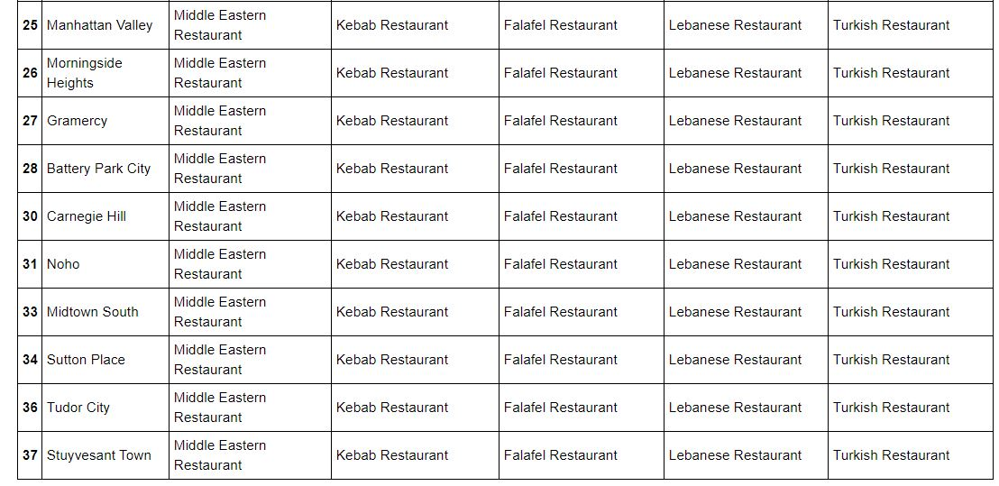 25 Manhattan Valley Middle Eastern Restaurant Kebab Restaurant Falafel Restaurant Lebanese Restaurant Turkish Restaurant
26 Morningside Heights Middle Eastern Restaurant Kebab Restaurant Falafel Restaurant Lebanese Restaurant Turkish Restaurant
27 Gramercy Middle Eastern Restaurant Kebab Restaurant Falafel Restaurant Lebanese Restaurant Turkish Restaurant
28 Battery Park City Middle Eastern Restaurant Kebab Restaurant Falafel Restaurant Lebanese Restaurant Turkish Restaurant
30 Carnegie Hill Middle Eastern Restaurant Kebab Restaurant Falafel Restaurant Lebanese Restaurant Turkish Restaurant
31 Noho Middle Eastern Restaurant Kebab Restaurant Falafel Restaurant Lebanese Restaurant Turkish Restaurant
33 Midtown South Middle Eastern Restaurant Kebab Restaurant Falafel Restaurant Lebanese Restaurant Turkish Restaurant
34 Sutton Place Middle Eastern Restaurant Kebab Restaurant Falafel Restaurant Lebanese Restaurant Turkish Restaurant
36 Tudor City Middle Eastern Restaurant Kebab Restaurant Falafel Restaurant Lebanese Restaurant Turkish Restaurant
37 Stuyvesant Town Middle Eastern Restaurant Kebab Restaurant Falafel Restaurant Lebanese Restaurant Turkish Restaurant